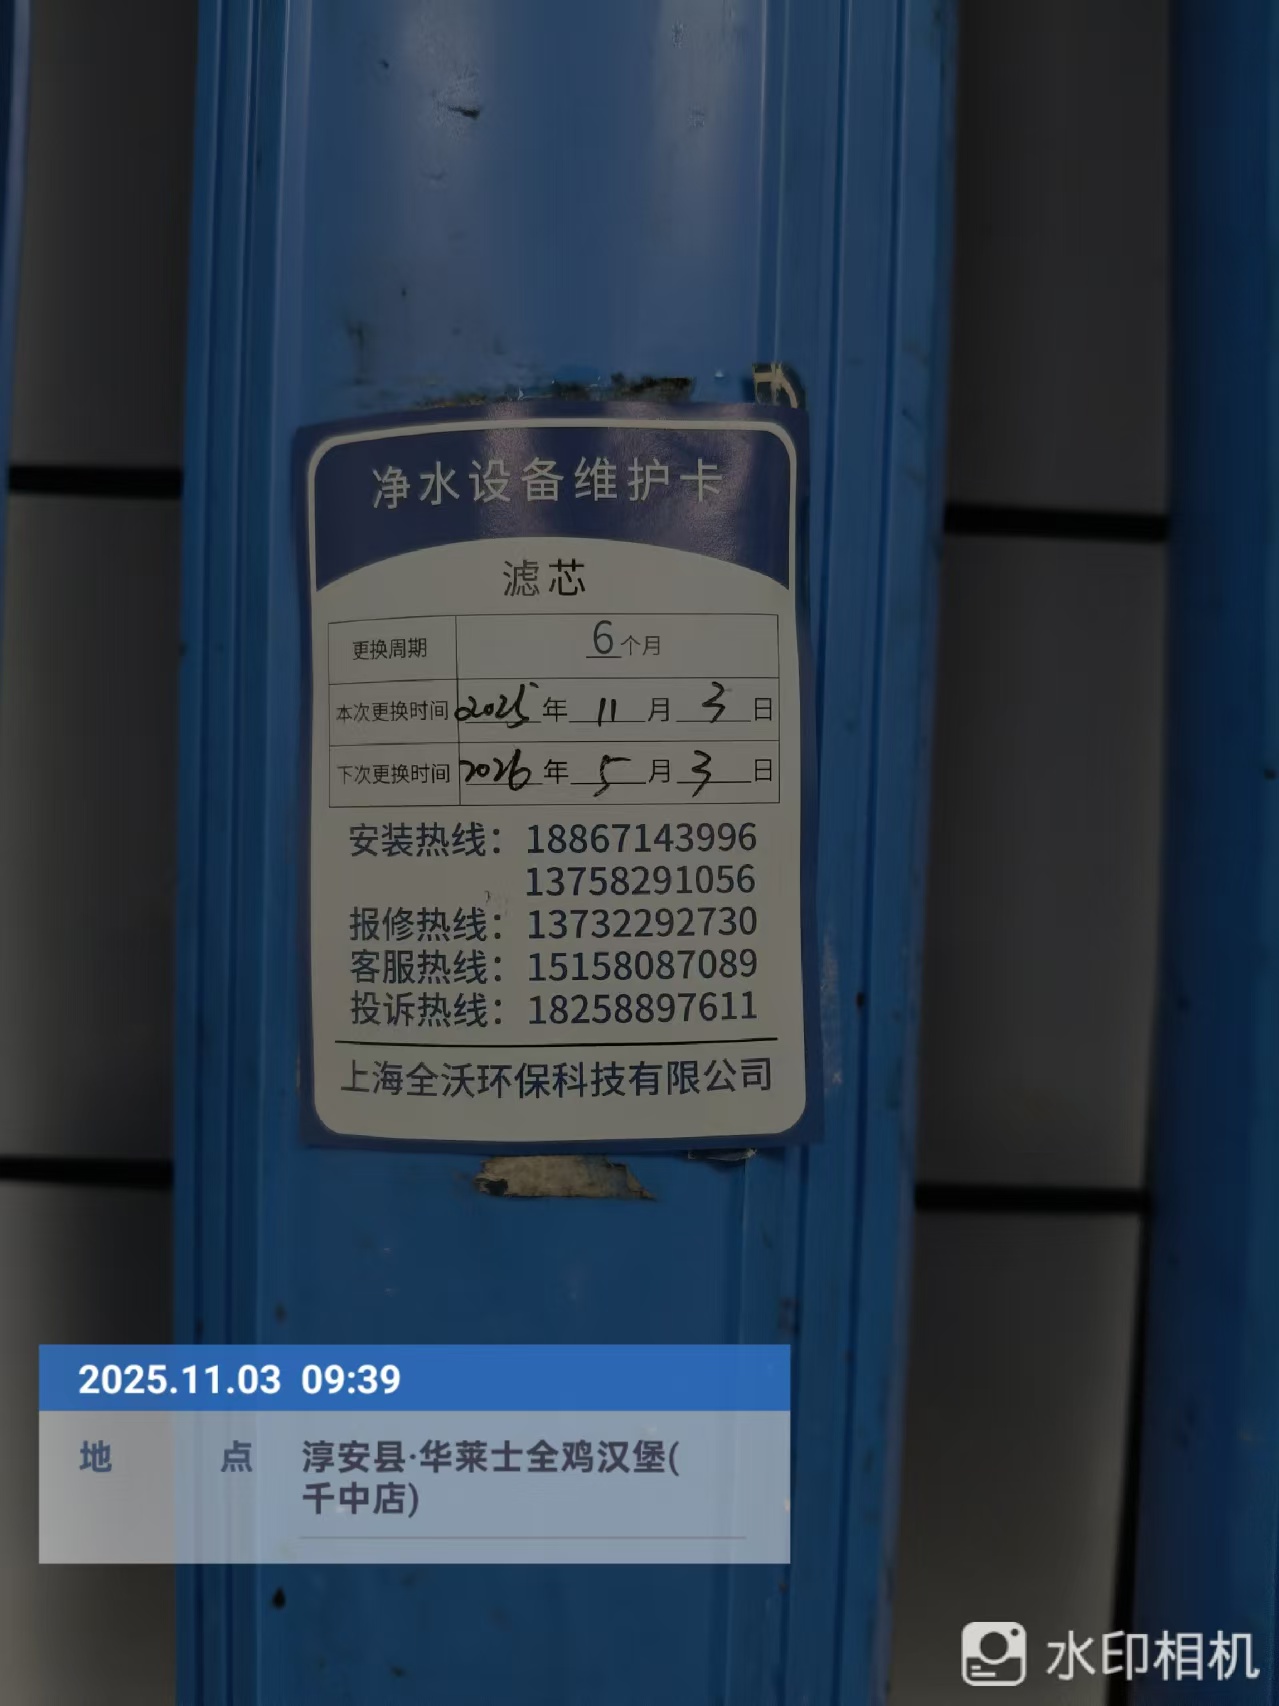 净水设备维护卡
滤芯
更换周期 6个月
本次更换时间 2025年11月3日
下次更换时间 2026年5月3日
安装热线：18867143996
13758291056
报修热线：13732292730
客服热线：15158087089
投诉热线：18258897611
上海全沃环保科技有限公司
2025.11.03 09:39
地点 淳安县·华莱士全鸡汉堡(
千中店)
水印相机